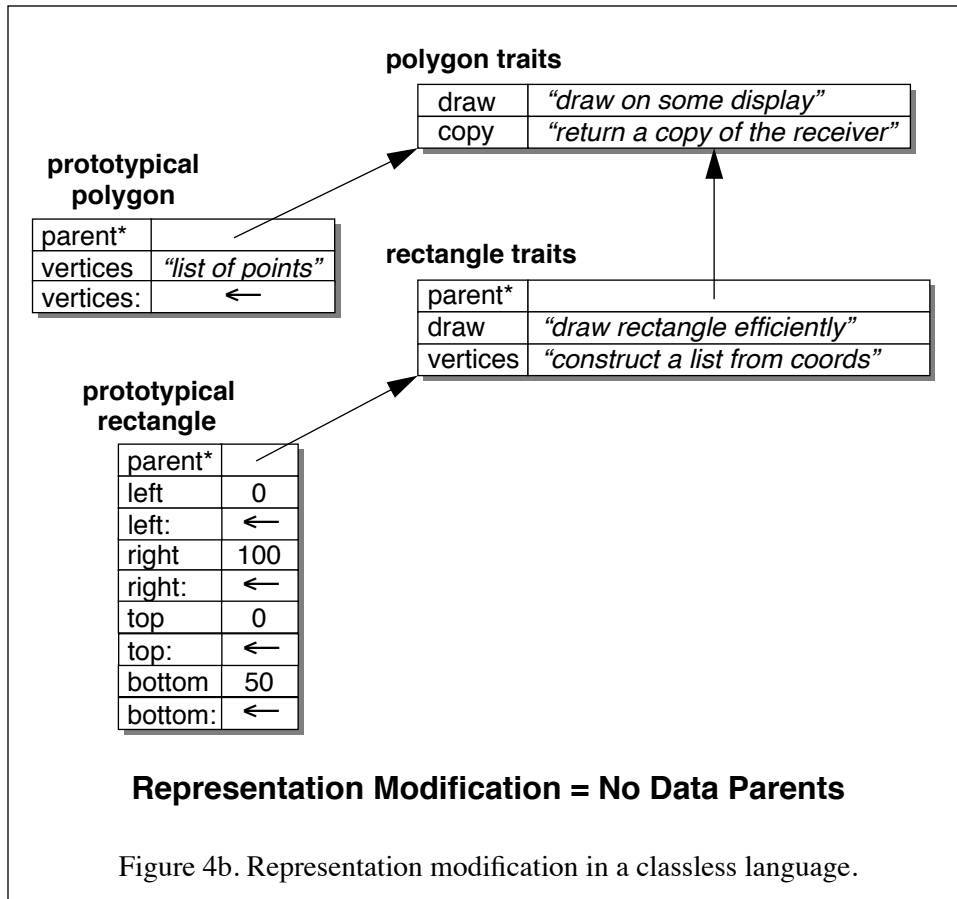 polygon traits
draw “draw on some display”
copy “return a copy of the receiver”
prototypical
polygon
parent*
vertices “list of points”
vertices: ←
rectangle traits
parent*
draw “draw rectangle efficiently”
vertices “construct a list from coords”
prototypical
rectangle
parent*
left 0
left: ←
right 100
right: ←
top 0
top: ←
bottom 50
bottom: ←
Representation Modification = No Data Parents
Figure 4b. Representation modification in a classless language.